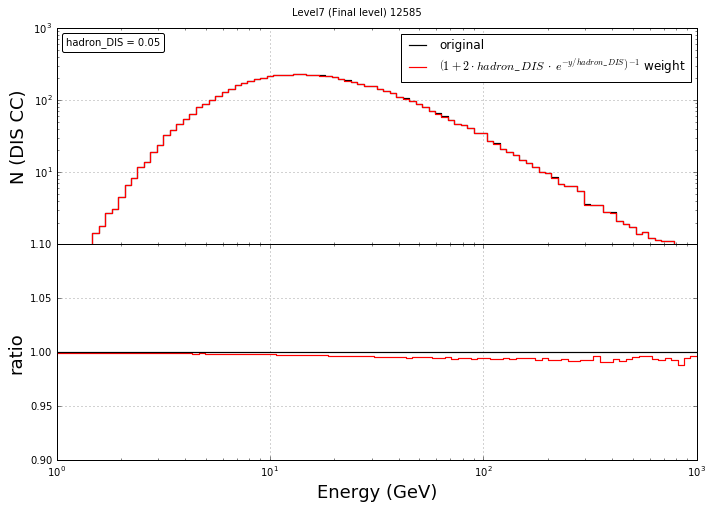 Level7 (Final level) 12585
hadron_DIS = 0.05
original
(1 + 2 · hadron_DIS · e^{-y/hadron_DIS})^{-1} weight
N (DIS CC)
10^3
10^2
10^1
1.10
1.05
1.00
0.95
0.90
ratio
10^0
10^1
10^2
10^3
Energy (GeV)